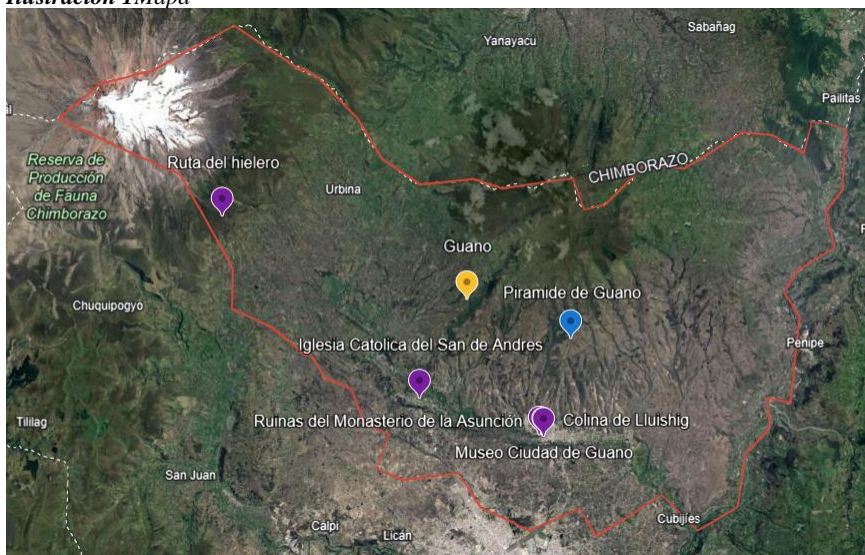 Ilustración 1Mapa
Sabañag
Yanayacu
Pailitas
Reserva de
Producción
de Fauna
Chimborazo
Ruta del hielero
Urbina
CHIMBORAZO
Guano
Chuquipogyo
Piramide de Guano
Iglesia Catolica del San de Andres
Penipe
Ruinas del Monasterio de la Asunción
Colina de Lluishig
Tililag
Museo Ciudad de Guano
San Juan
Calpi
Licán
Cubijíes